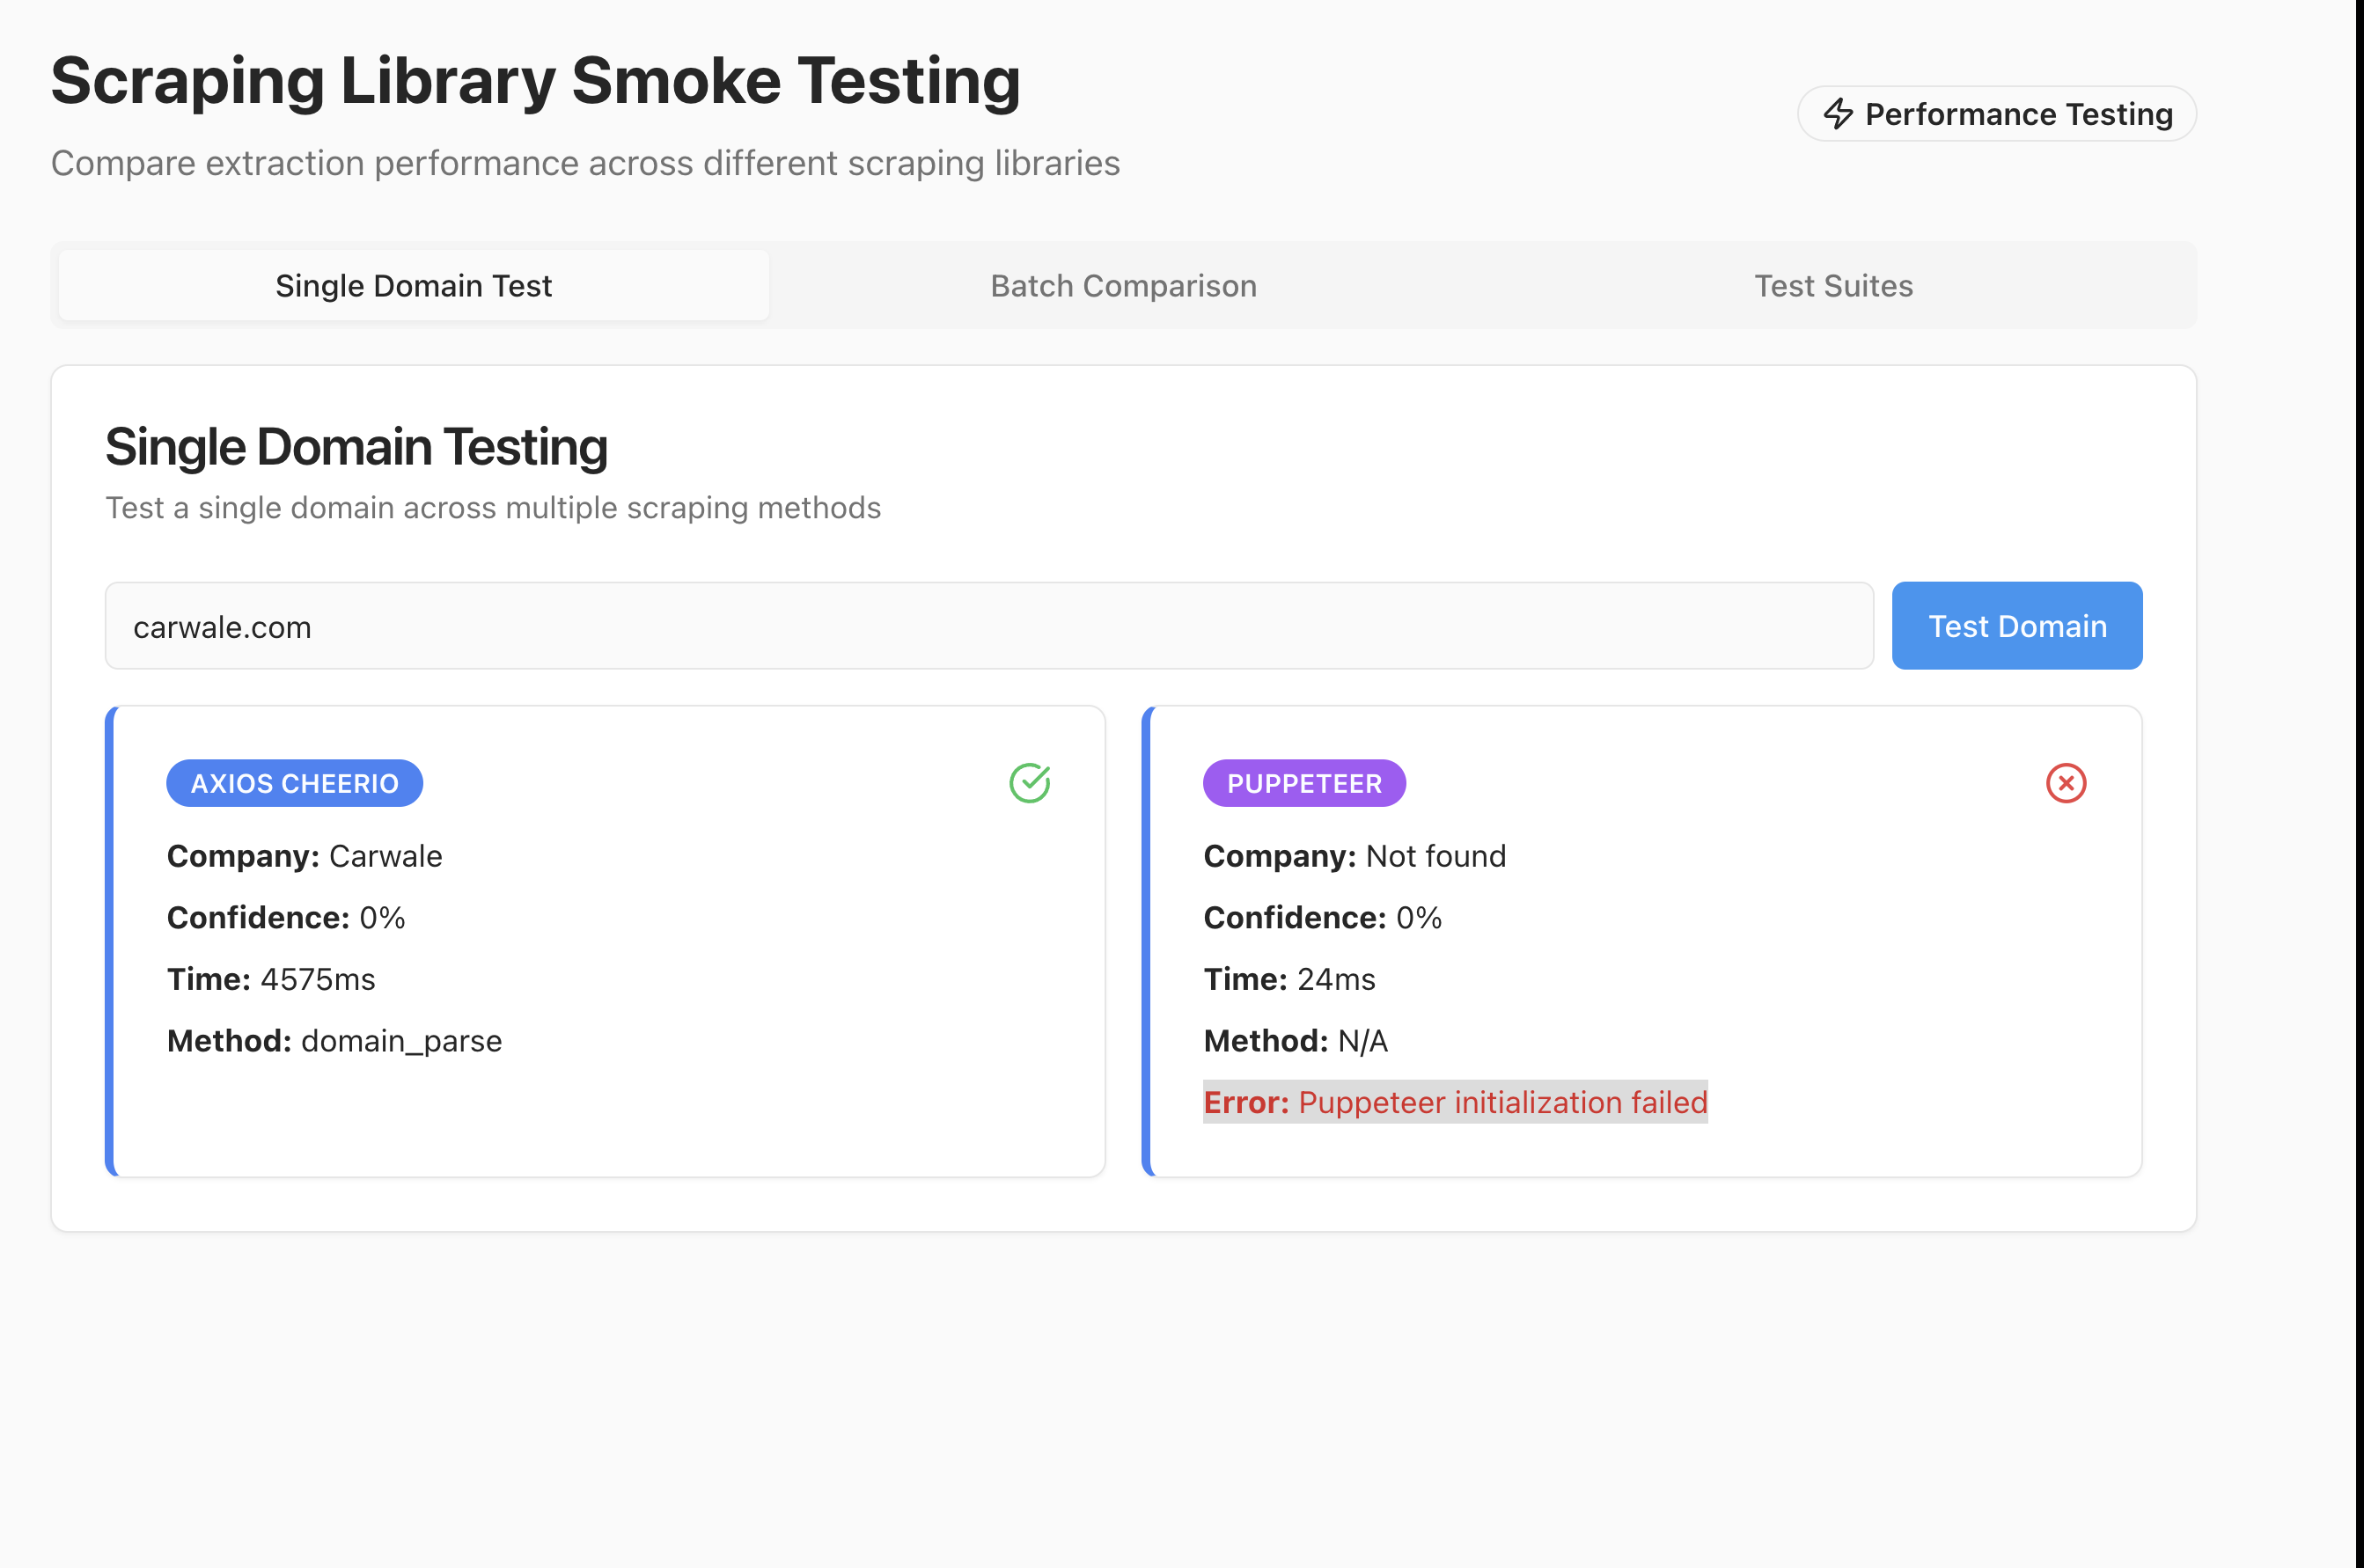 Scraping Library Smoke Testing
Compare extraction performance across different scraping libraries
Performance Testing
Single Domain Test
Batch Comparison
Test Suites
Single Domain Testing
Test a single domain across multiple scraping methods
carwale.com
Test Domain
AXIOS CHEERIO
Company: Carwale
Confidence: 0%
Time: 4575ms
Method: domain_parse
PUPPETEER
Company: Not found
Confidence: 0%
Time: 24ms
Method: N/A
Error: Puppeteer initialization failed